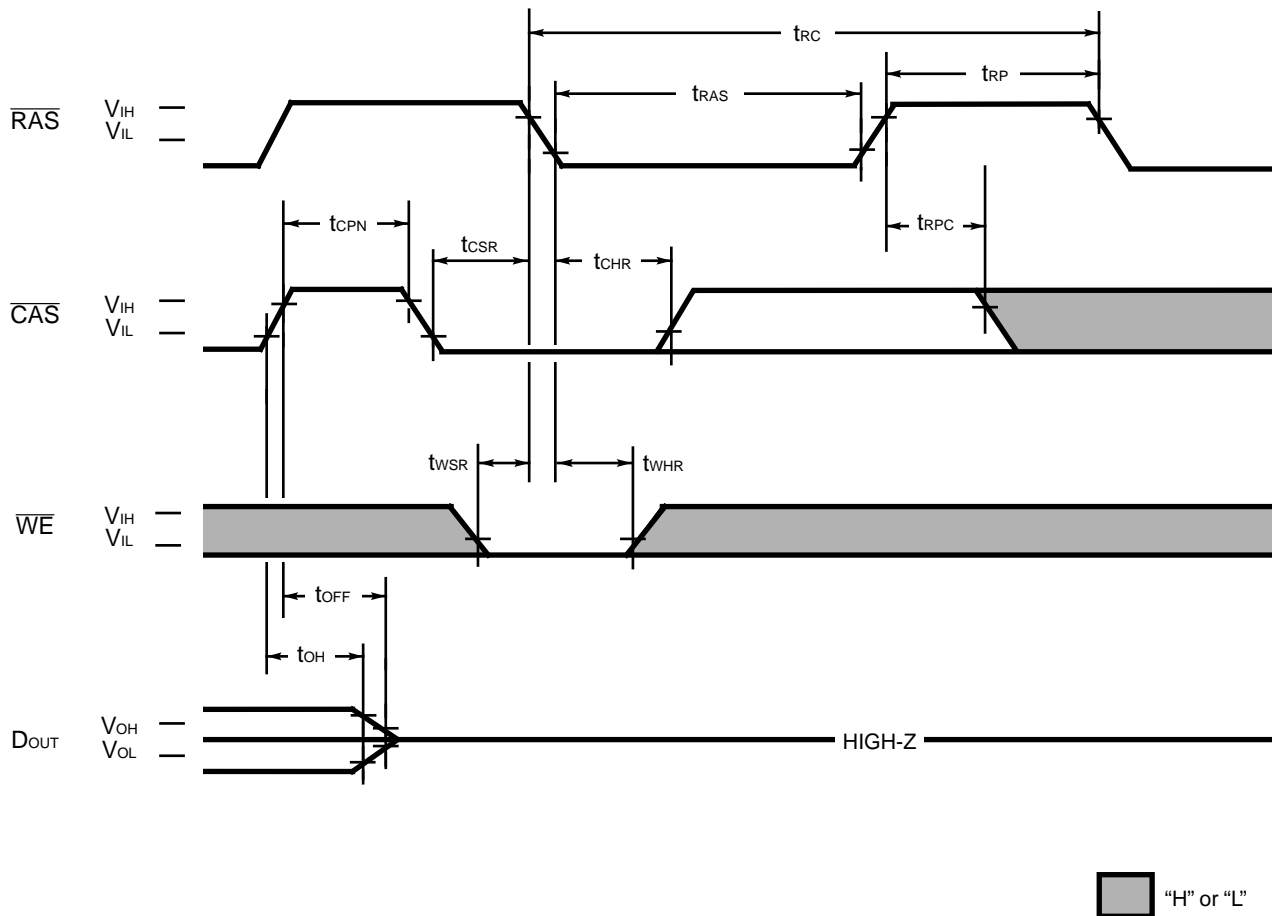 tRC
tRP
tRAS
RAS
VIH
VIL
tRPC
tCPN
tCSR
tCHR
CAS
VIH
VIL
tWSR
tWHR
WE
VIH
VIL
tOFF
tOH
DOUT
VOH
VOL
HIGH-Z
“H” or “L”